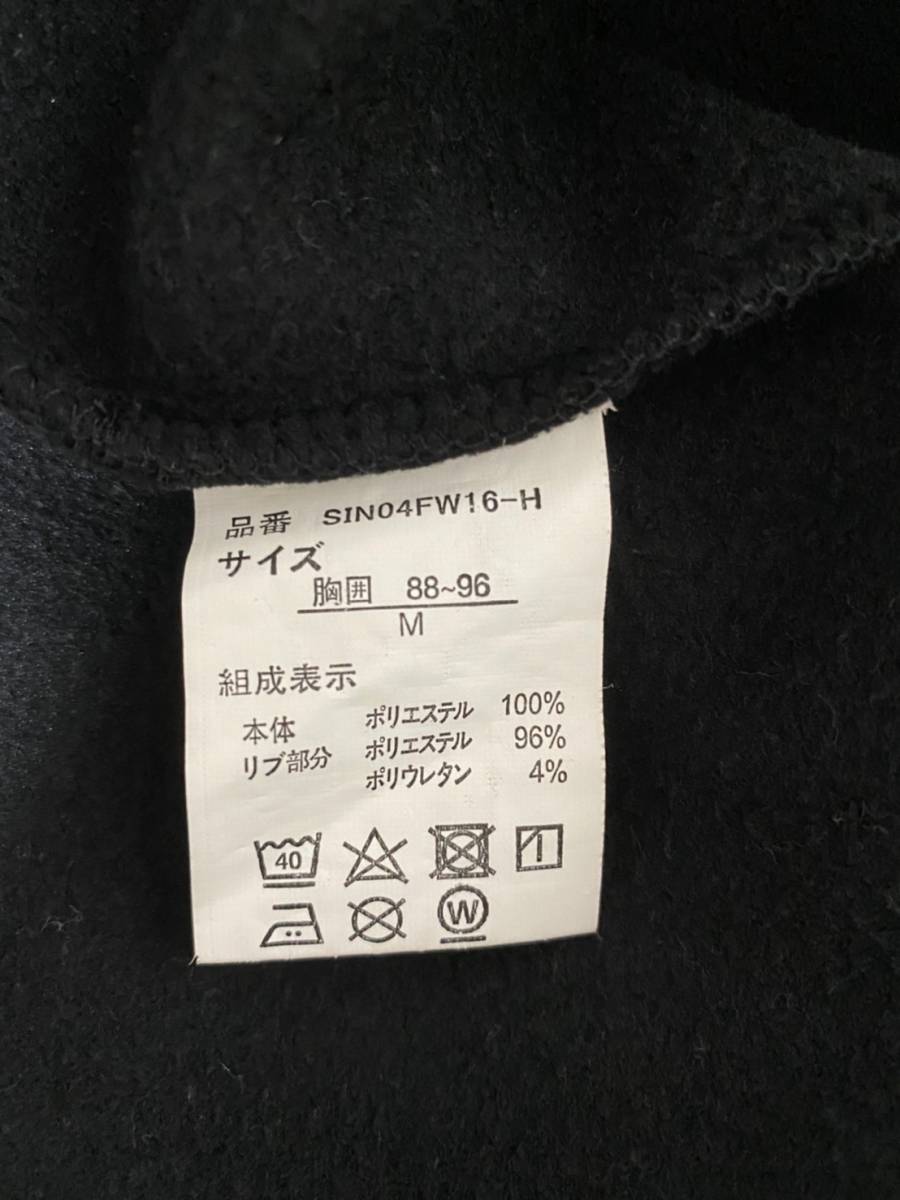 品番 SIN04FW16-H
サイズ
胸囲 88~96
M
組成表示
本体 ポリエステル 100%
リブ部分 ポリエステル 96%
ポリウレタン 4%
40
W